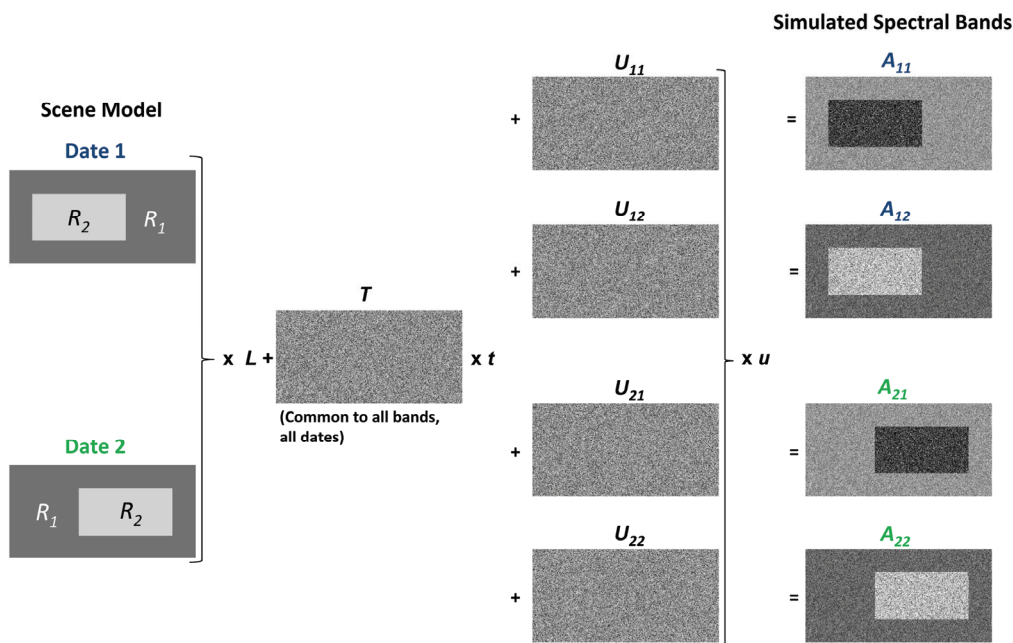 Simulated Spectral Bands
Scene Model
Date 1
R₂ R₁
Date 2
R₁ R₂
x L +
T
x t
(Common to all bands,
all dates)
U₁₁
+
U₁₂
+
U₂₁
+
U₂₂
+
x u
A₁₁
=
A₁₂
=
A₂₁
=
A₂₂
=